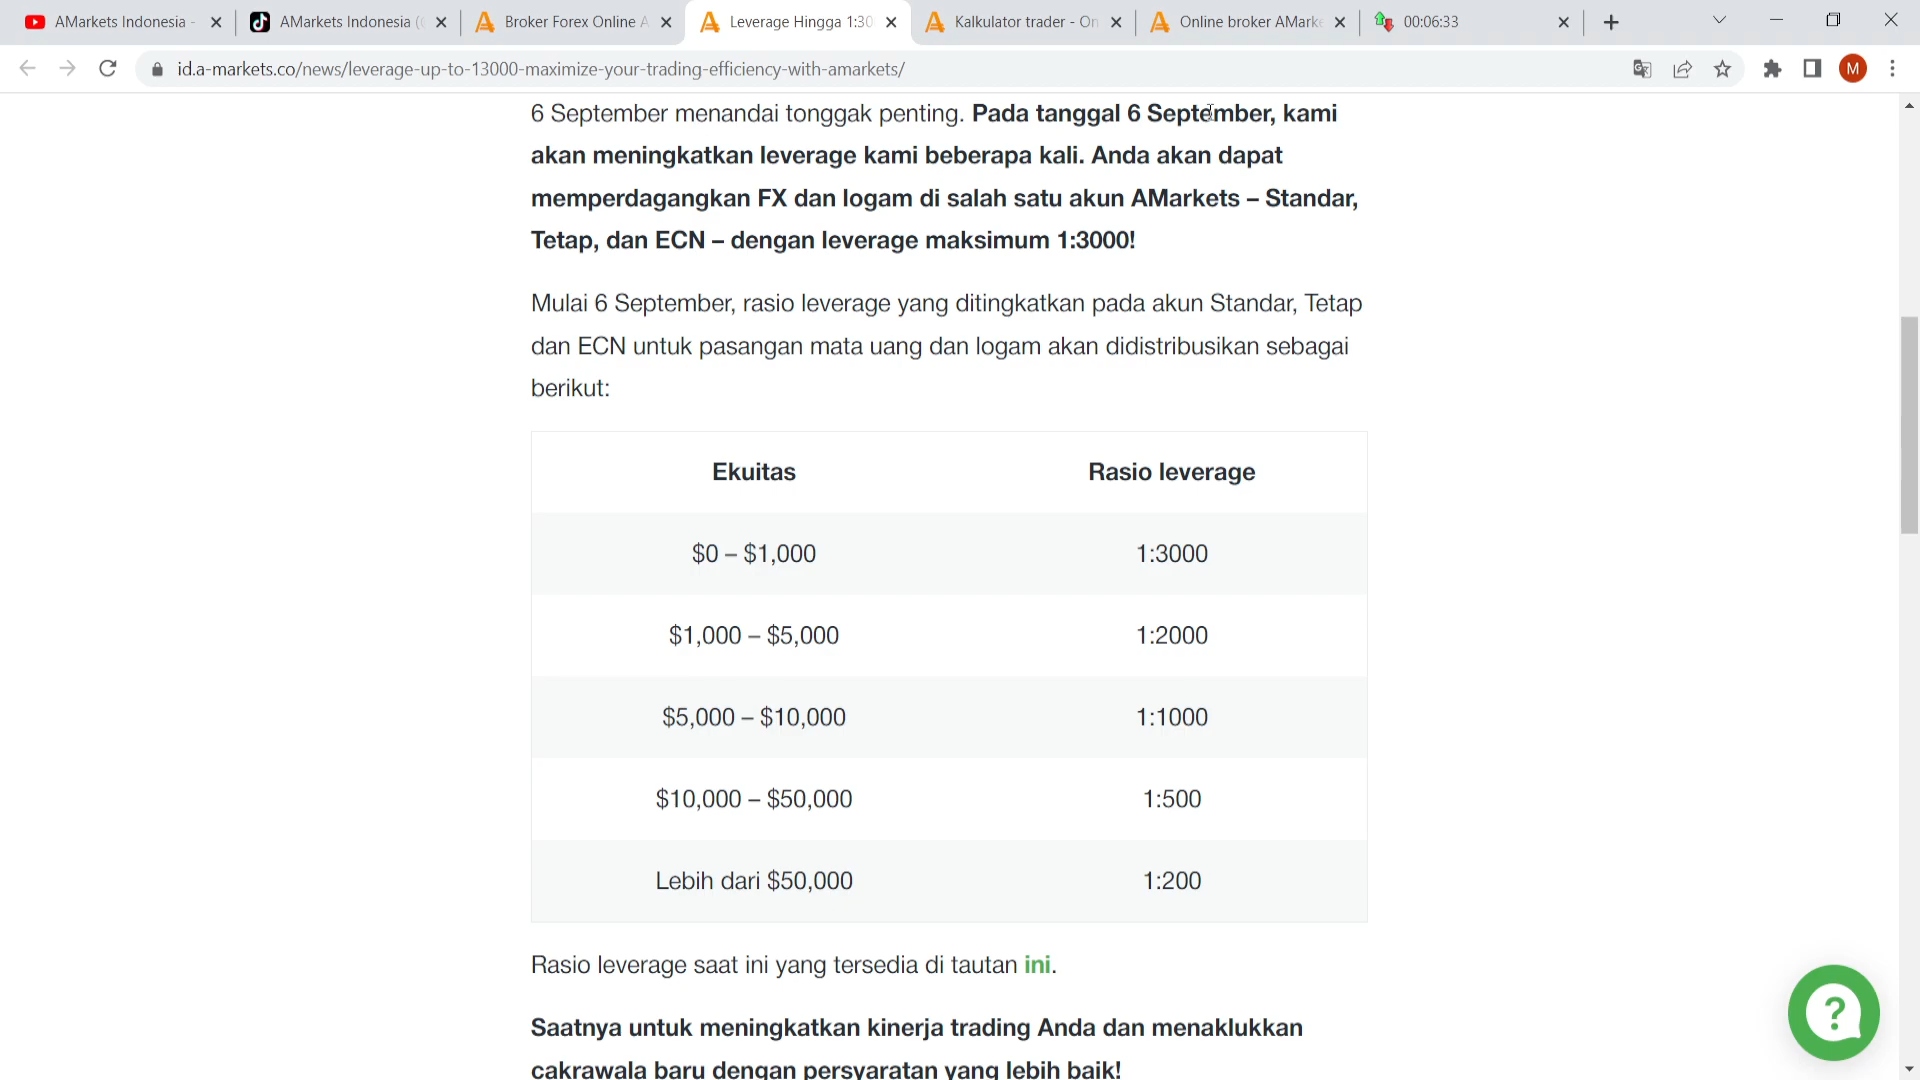 AMarkets Indonesia -
AMarkets Indonesia (
Broker Forex Online A
Leverage Hingga 1:30
Kalkulator trader - On
Online broker AMarke
00:06:33
id.a-markets.co/news/leverage-up-to-13000-maximize-your-trading-efficiency-with-amarkets/
M
6 September menandai tonggak penting. Pada tanggal 6 September, kami
akan meningkatkan leverage kami beberapa kali. Anda akan dapat
memperdagangkan FX dan logam di salah satu akun AMarkets – Standar,
Tetap, dan ECN – dengan leverage maksimum 1:3000!
Mulai 6 September, rasio leverage yang ditingkatkan pada akun Standar, Tetap
dan ECN untuk pasangan mata uang dan logam akan didistribusikan sebagai
berikut:
Ekuitas Rasio leverage
$0 – $1,000 1:3000
$1,000 – $5,000 1:2000
$5,000 – $10,000 1:1000
$10,000 – $50,000 1:500
Lebih dari $50,000 1:200
Rasio leverage saat ini yang tersedia di tautan ini.
Saatnya untuk meningkatkan kinerja trading Anda dan menaklukkan
cakrawala baru dengan persyaratan yang lebih baik!
?